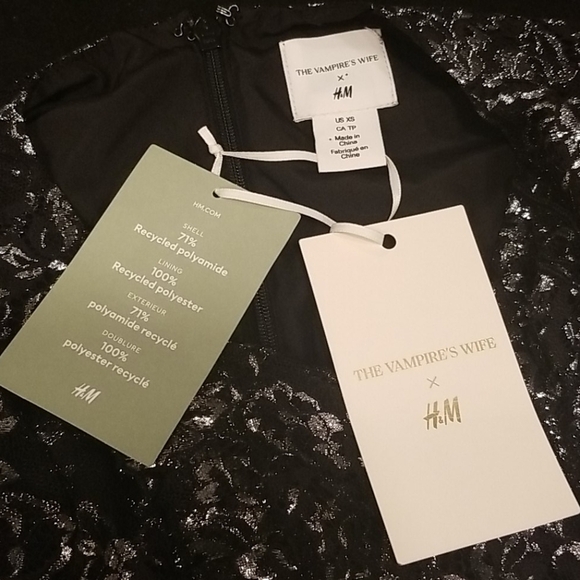 THE VAMPIRE'S WIFE
×
H&M
US XS
CA TP
• Made in
China
Fabriqué en
Chine
HM.COM
SHELL
71%
Recycled polyamide
LINING
100%
Recycled polyester
EXTERIEUR
71%
polyamide recyclé
DOUBLURE
100%
polyester recyclé
H&M
THE VAMPIRE'S WIFE
×
H&M